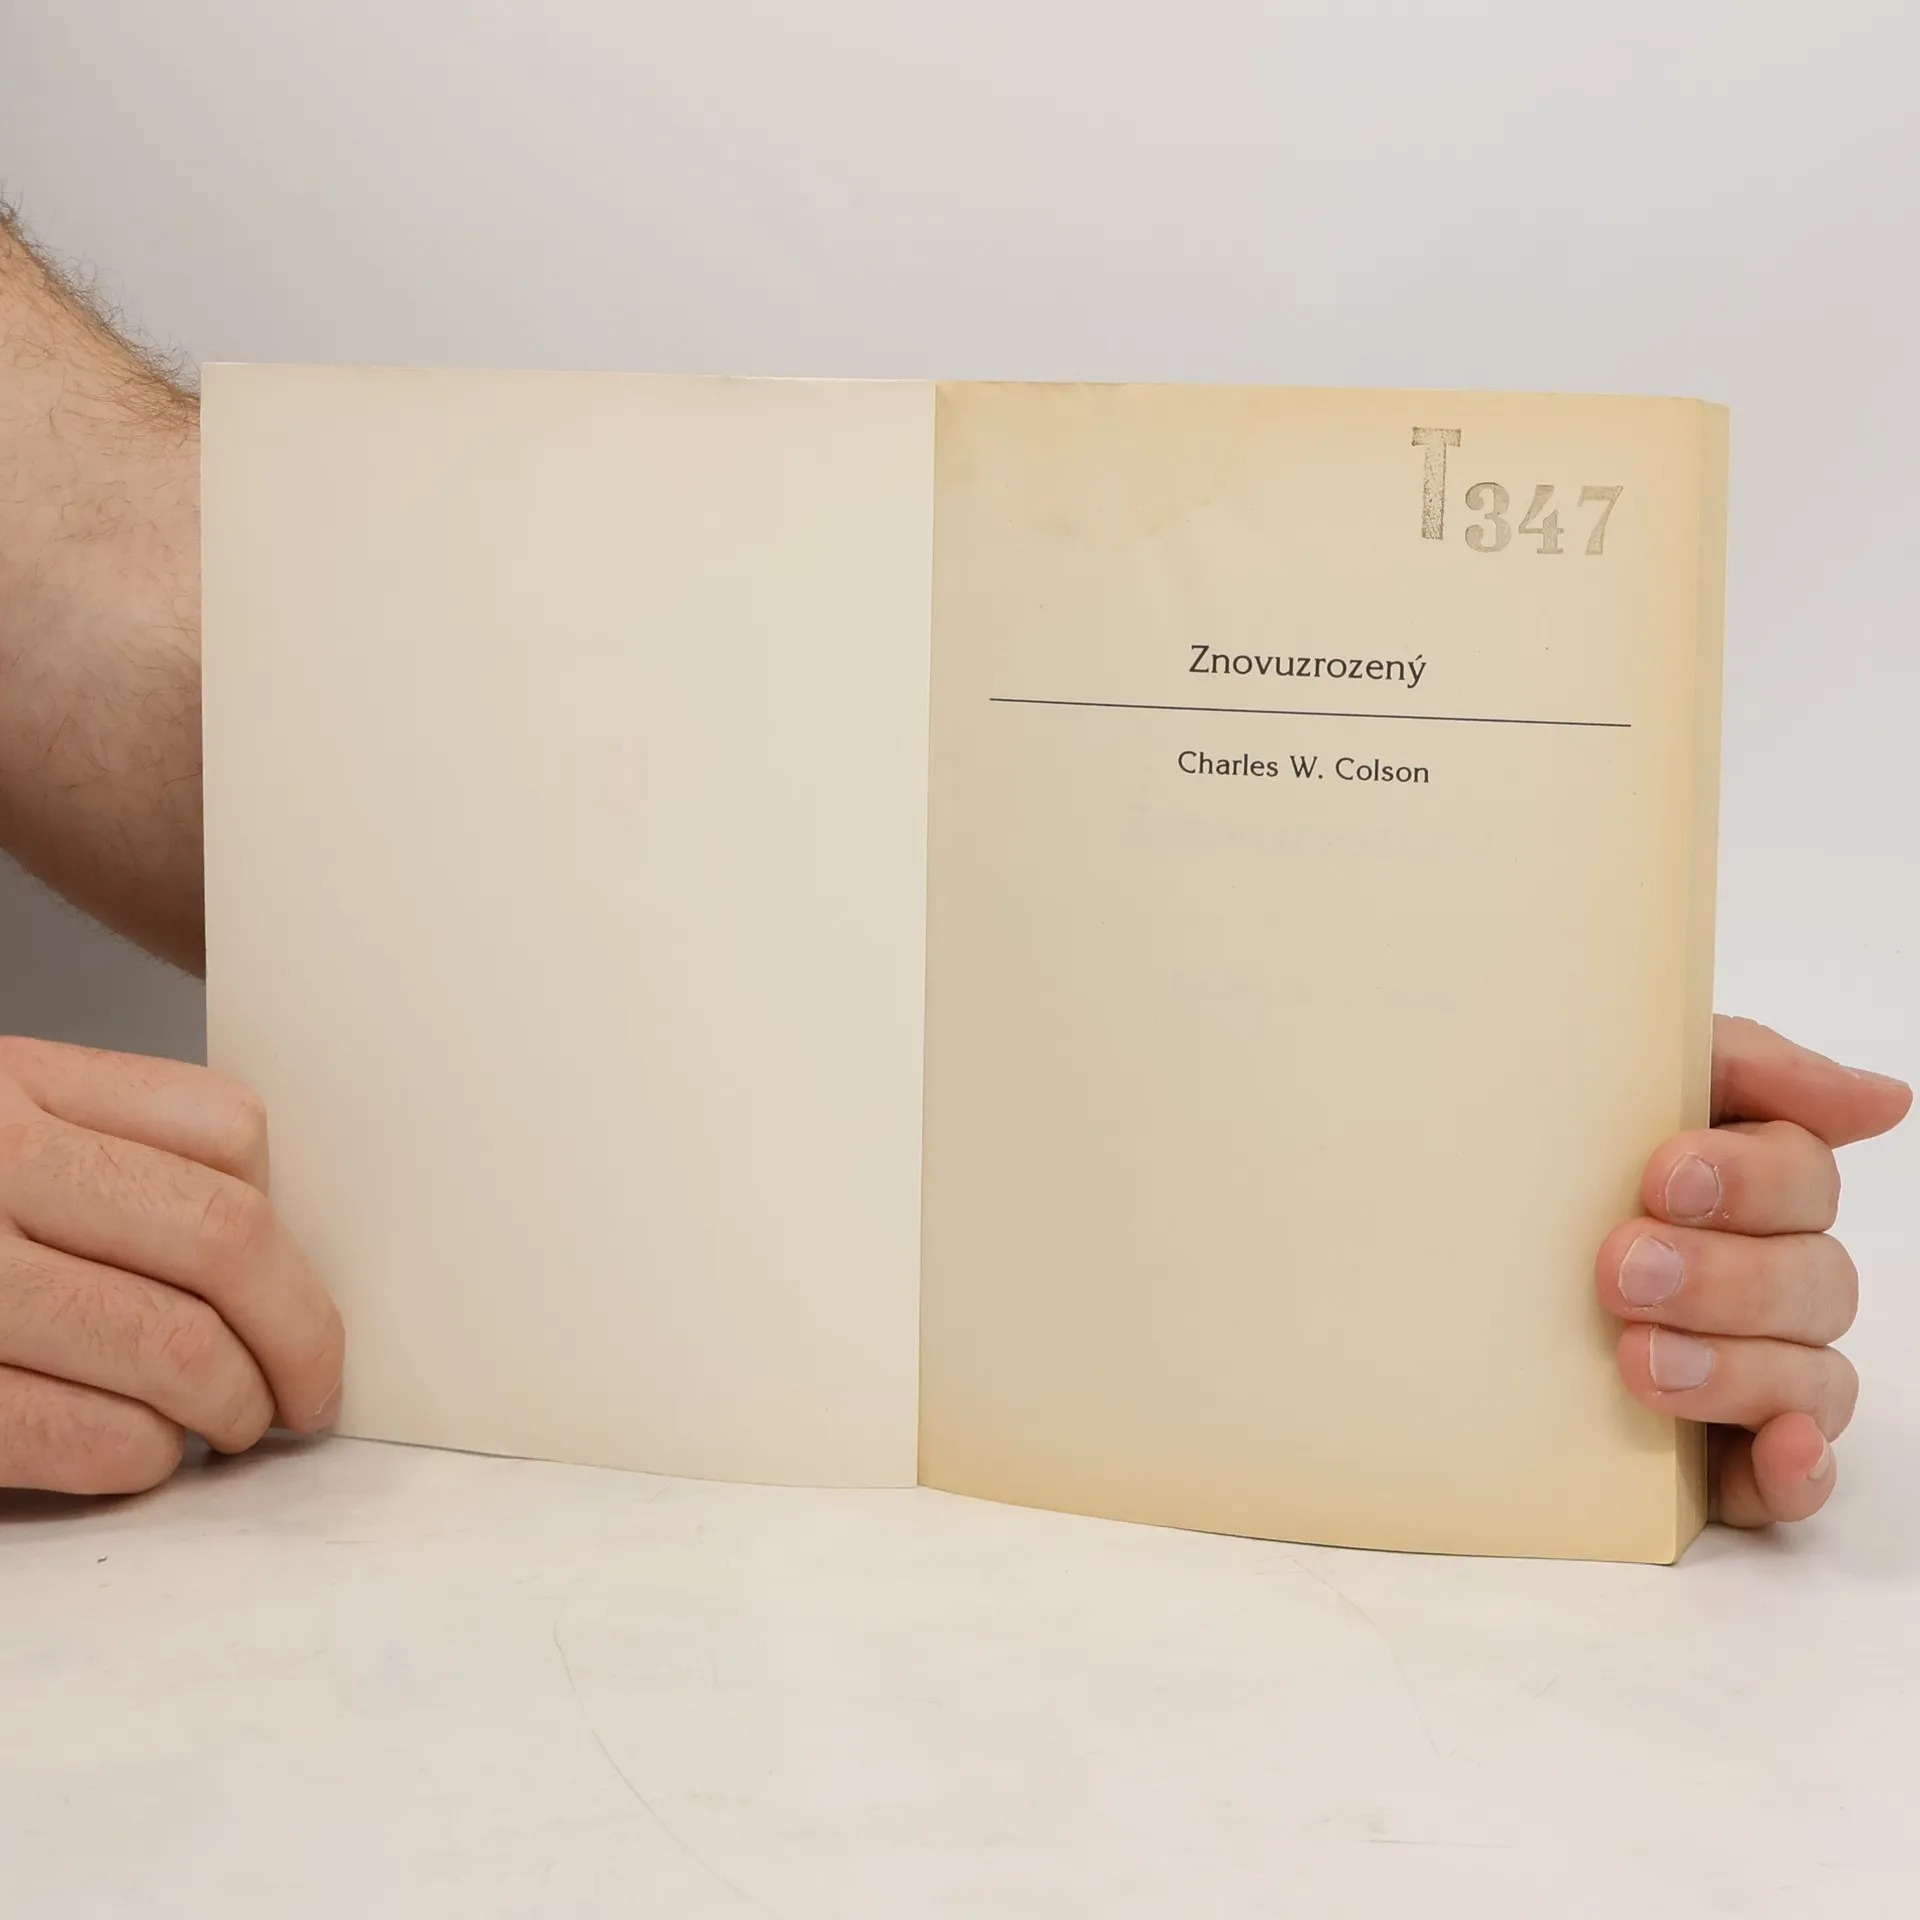 T347
Znovuzrozený
Charles W. Colson